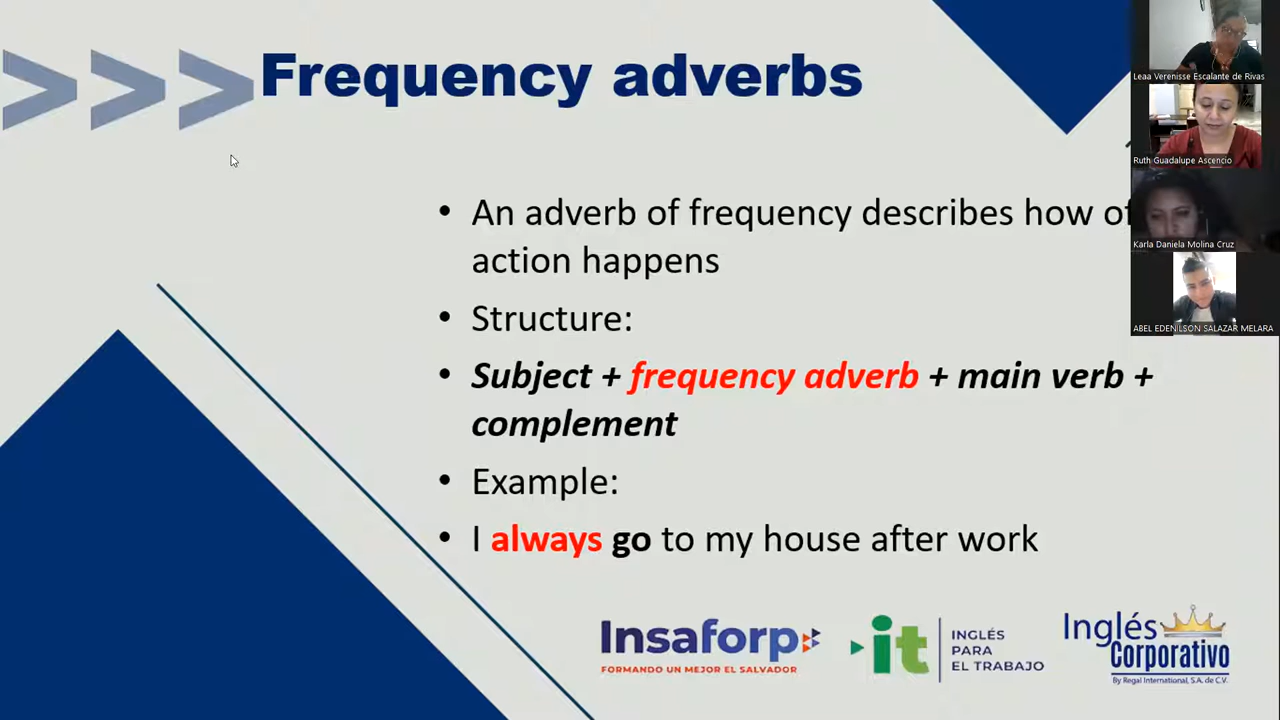 Frequency adverbs
Leaa Verenisse Escalante de Rivas
Ruth Guadalupe Ascencio
Karla Daniela Molina Cruz
ABEL EDENILSON SALAZAR MELARA
• An adverb of frequency describes how
action happens
• Structure:
• Subject + frequency adverb + main verb +
complement
• Example:
• I always go to my house after work
Insaforp
FORMANDO UN MEJOR EL SALVADOR
it
INGLÉS
PARA
EL TRABAJO
Inglés
Corporativo
By Regal International, S.A. de C.V.